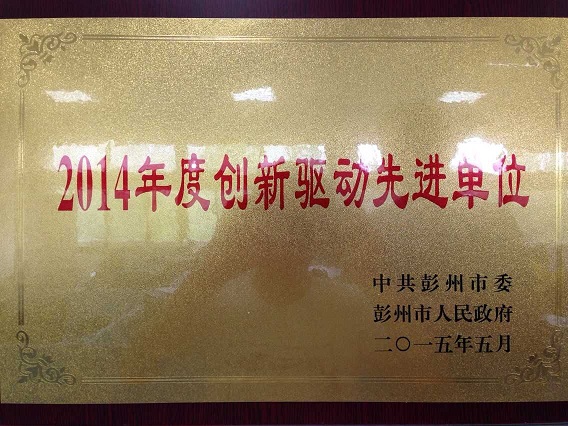 2014年度创新驱动先进单位
中共彭州市委
彭州市人民政府
二〇一五年五月